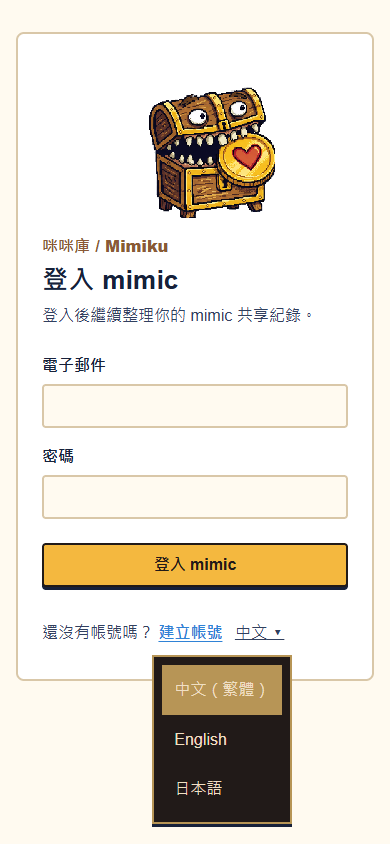 咪咪庫 / Mimiku
登入 mimic
登入後繼續整理你的 mimic 共享紀錄。
電子郵件
密碼
登入 mimic
還沒有帳號嗎？ 建立帳號 中文 ▼
中文（繁體）
English
日本語